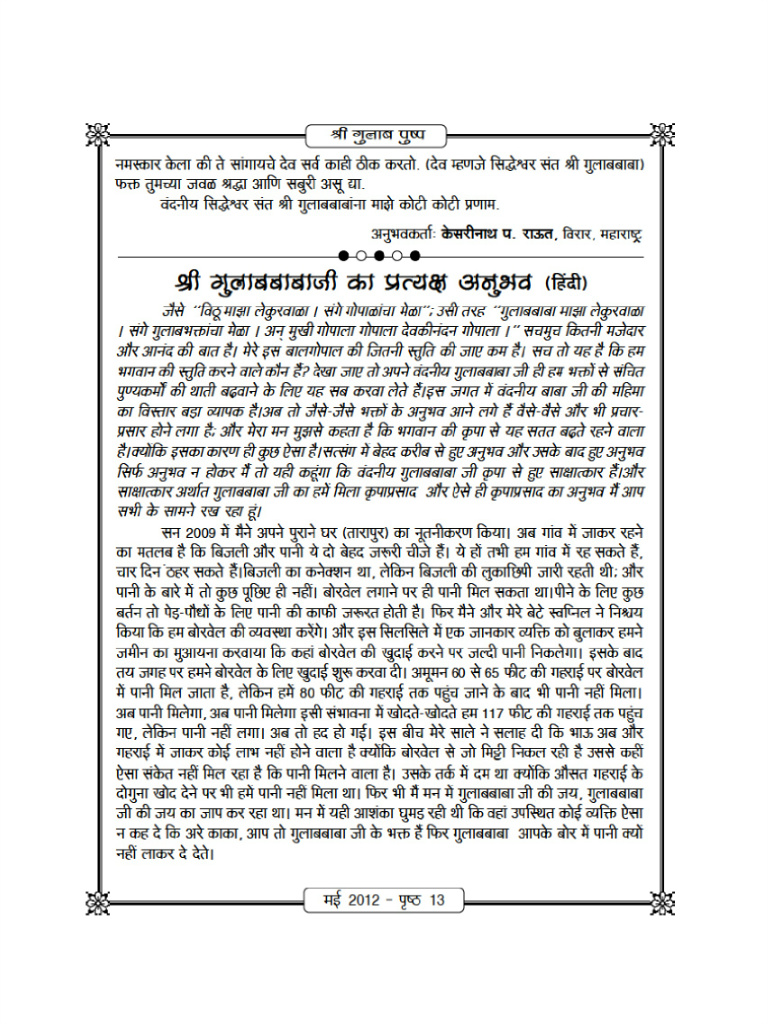 श्री गुलाब पुष्प
नमस्कार केला की ते सांगायचे देव सर्व काही ठीक करतो. (देव म्हणजे सिद्धेश्वर संत श्री गुलाबबाबा)
फक्त तुमच्या जवळ श्रद्धा आणि सबुरी असू द्या.
वंदनीय सिद्धेश्वर संत श्री गुलाबबाबांना माझे कोटी कोटी प्रणाम.
अनुभवकर्ताः केसरीनाथ प. राऊत, विरार, महाराष्ट्र
श्री गुलाबबाबाजी का प्रत्यक्ष अनुभव (हिंदी)
जैसे “विठू माझा लेकुरवाळा । संगे गोपाळांचा मेळा”; उसी तरह “गुलाबबाबा माझा लेकुरवाळा
। संगे गुलाबभक्तांचा मेळा । अन् मुखी गोपाला गोपाला देवकीनंदन गोपाला ।” सचमुच कितनी मजेदार
और आनंद की बात है। मेरे इस बालगोपाल की जितनी स्तुति की जाए कम है। सच तो यह है कि हम
भगवान की स्तुति करने वाले कौन हैं? देखा जाए तो अपने वंदनीय गुलाबबाबा जी ही हम भक्तों से संचित
पुण्यकर्मों की थाती बढ़वाने के लिए यह सब करवा लेते हैं।इस जगत में वंदनीय बाबा जी की महिमा
का विस्तार बड़ा व्यापक है।अब तो जैसे-जैसे भक्तों के अनुभव आने लगे हैं वैसे-वैसे और भी प्रचार-
प्रसार होने लगा है; और मेरा मन मुझसे कहता है कि भगवान की कृपा से यह सतत बढ़ते रहने वाला
है।क्योंकि इसका कारण ही कुछ ऐसा है।सत्संग में बेहद करीब से हुए अनुभव और उसके बाद हुए अनुभव
सिर्फ अनुभव न होकर मैं तो यही कहूंगा कि वंदनीय गुलाबबाबा जी कृपा से हुए साक्षात्कार हैं।और
साक्षात्कार अर्थात गुलाबबाबा जी का हमें मिला कृपाप्रसाद और ऐसे ही कृपाप्रसाद का अनुभव मैं आप
सभी के सामने रख रहा हूं।
सन 2009 में मैने अपने पुराने घर (तारापुर) का नूतनीकरण किया। अब गांव में जाकर रहने
का मतलब है कि बिजली और पानी ये दो बेहद जरूरी चीजे हैं। ये हों तभी हम गांव में रह सकते हैं,
चार दिन ठहर सकते हैं।बिजली का कनेक्शन था, लेकिन बिजली की लुकाछिपी जारी रहती थी; और
पानी के बारे में तो कुछ पूछिए ही नहीं। बोरवेल लगाने पर ही पानी मिल सकता था।पीने के लिए कुछ
बर्तन तो पेड़-पौधों के लिए पानी की काफी जरूरत होती है। फिर मैने और मेरे बेटे स्वप्निल ने निश्चय
किया कि हम बोरवेल की व्यवस्था करेंगे। और इस सिलसिले में एक जानकार व्यक्ति को बुलाकर हमने
जमीन का मुआयना करवाया कि कहां बोरवेल की खुदाई करने पर जल्दी पानी निकलेगा। इसके बाद
तय जगह पर हमने बोरवेल के लिए खुदाई शुरू करवा दी। अमूमन 60 से 65 फीट की गहराई पर बोरवेल
में पानी मिल जाता है, लेकिन हमें 80 फीट की गहराई तक पहुंच जाने के बाद भी पानी नहीं मिला।
अब पानी मिलेगा, अब पानी मिलेगा इसी संभावना में खोदते-खोदते हम 117 फीट की गहराई तक पहुंच
गए, लेकिन पानी नहीं लगा। अब तो हद हो गई। इस बीच मेरे साले ने सलाह दी कि भाऊ अब और
गहराई में जाकर कोई लाभ नहीं होने वाला है क्योंकि बोरवेल से जो मिट्टी निकल रही है उससे कहीं
ऐसा संकेत नहीं मिल रहा है कि पानी मिलने वाला है। उसके तर्क में दम था क्योंकि औसत गहराई के
दोगुना खोद देने पर भी हमें पानी नहीं मिला था। फिर भी मैं मन में गुलाबबाबा जी की जय, गुलाबबाबा
जी की जय का जाप कर रहा था। मन में यही आशंका घुमड़ रही थी कि वहां उपस्थित कोई व्यक्ति ऐसा
न कह दे कि अरे काका, आप तो गुलाबबाबा जी के भक्त हैं फिर गुलाबबाबा आपके बोर में पानी क्यों
नहीं लाकर दे देते।
मई 2012 - पृष्ठ 13